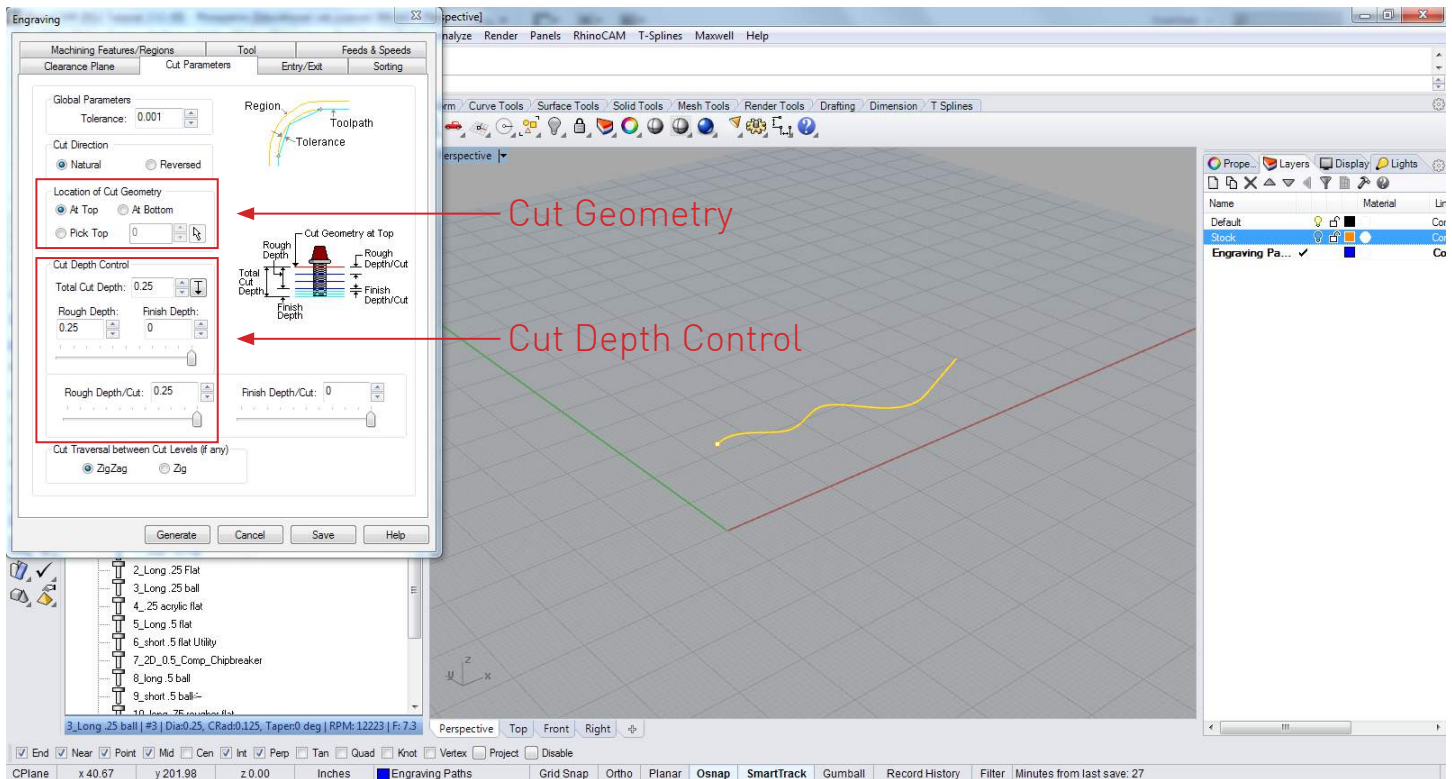 Engraving
spective]
Machining Features/Regions Tool Feeds & Speeds
Clearance Plane Cut Parameters Entry/Exit Sorting
Global Parameters
Tolerance: 0.001
Region
Toolpath
Tolerance
Cut Direction
Natural Reversed
Location of Cut Geometry
At Top At Bottom
Pick Top 0
Cut Depth Control
Total Cut Depth: 0.25
Rough Depth: Finish Depth:
0.25 0
Cut Geometry at Top
Rough
Depth
Rough
Depth/Cut
Total
Cut
Depth
Finish
Depth/Cut
Finish
Depth
Rough Depth/Cut: 0.25 Finish Depth/Cut: 0
Cut Traversal between Cut Levels (if any)
ZigZag Zig
Generate Cancel Save Help
nalyze Render Panels RhinoCAM T-Splines Maxwell Help
rm Curve Tools Surface Tools Solid Tools Mesh Tools Render Tools Drafting Dimension T Splines
erspective
Cut Geometry
Cut Depth Control
z
y x
Prope... Layers Display Lights
Name Material Lin
Default Cor
Stock Cor
Engraving Pa... Co
2_Long .25 Flat
3_Long .25 ball
4_.25 acrylic flat
5_Long .5 flat
6_short .5 flat Utility
7_2D_0.5_Comp_Chipbreaker
8_long .5 ball
9_short .5 ball
3_Long .25 ball | #3 | Dia:0.25, CRad:0.125, Taper:0 deg | RPM: 12223 | F: 7.3
Perspective Top Front Right
End Near Point Mid Cen Int Perp Tan Quad Knot Vertex Project Disable
CPlane x 40.67 y 201.98 z 0.00 Inches Engraving Paths Grid Snap Ortho Planar Osnap SmartTrack Gumball Record History Filter Minutes from last save: 27